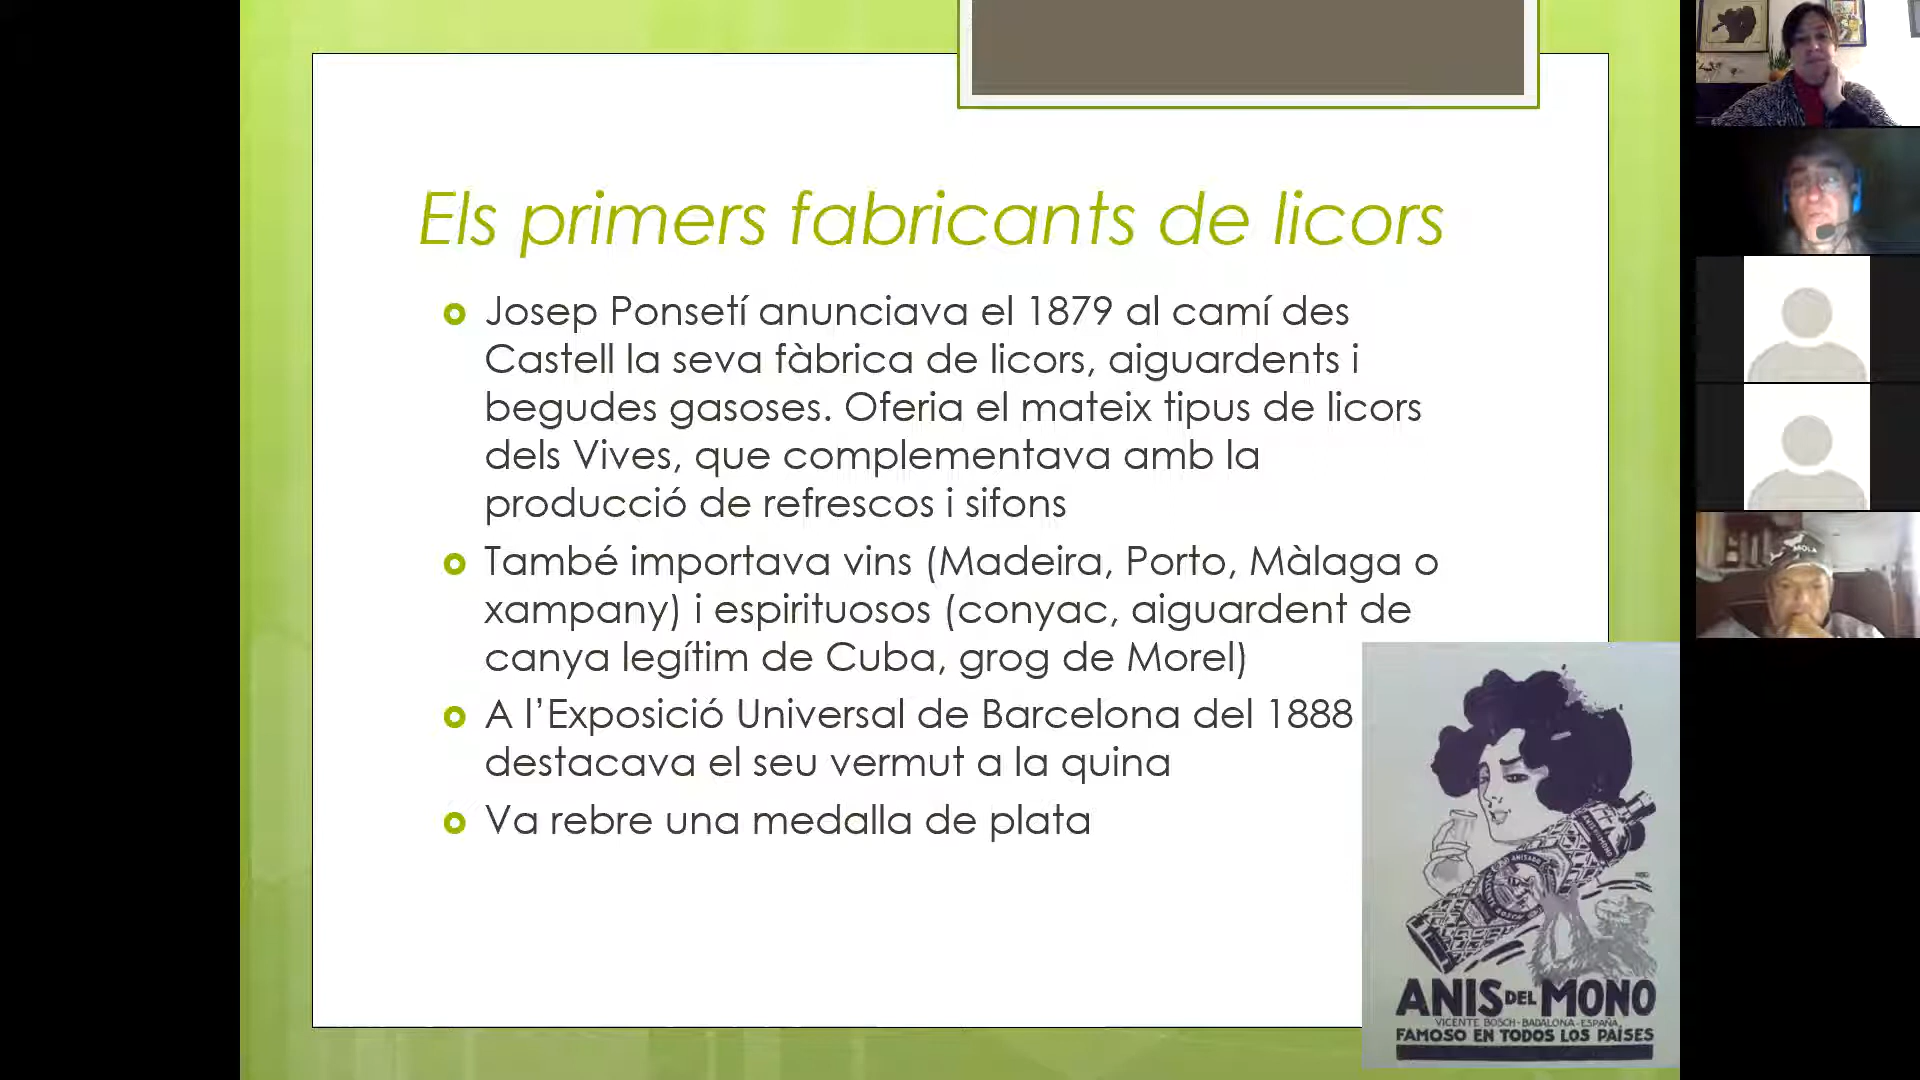 Els primers fabricants de licors
Josep Ponsetí anunciava el 1879 al camí des
Castell la seva fàbrica de licors, aiguardents i
begudes gasoses. Oferia el mateix tipus de licors
dels Vives, que complementava amb la
producció de refrescos i sifons
També importava vins (Madeira, Porto, Màlaga o
xampany) i espirituosos (conyac, aiguardent de
canya legítim de Cuba, grog de Morel)
A l'Exposició Universal de Barcelona del 1888
destacava el seu vermut a la quina
Va rebre una medalla de plata
ANIS DEL MONO
VICENTE BOSCH-BADALONA-ESPAÑA
FAMOSO EN TODOS LOS PAÍSES
MOLA